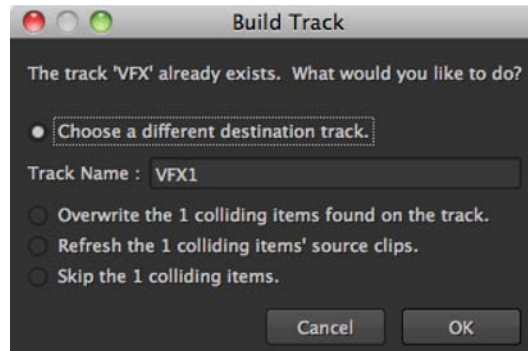 Build Track
The track 'VFX' already exists.  What would you like to do?
Choose a different destination track.
Track Name : VFX1
Overwrite the 1 colliding items found on the track.
Refresh the 1 colliding items' source clips.
Skip the 1 colliding items.
Cancel OK